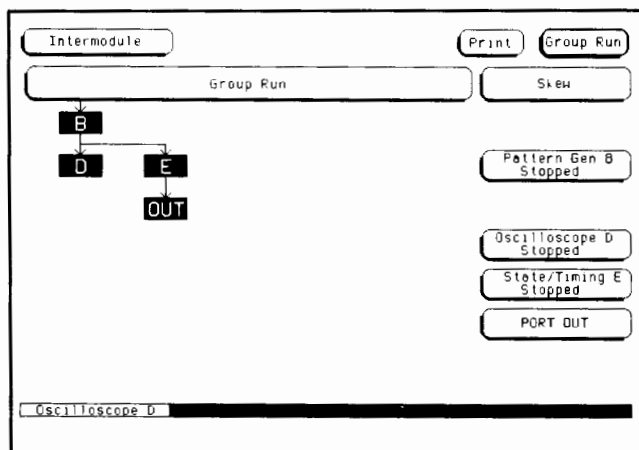 Intermodule
Print
Group Run
Group Run
Skew
B
D
E
OUT
Pattern Gen B
Stopped
Oscilloscope D
Stopped
State/Timing E
Stopped
PORT OUT
Oscilloscope D